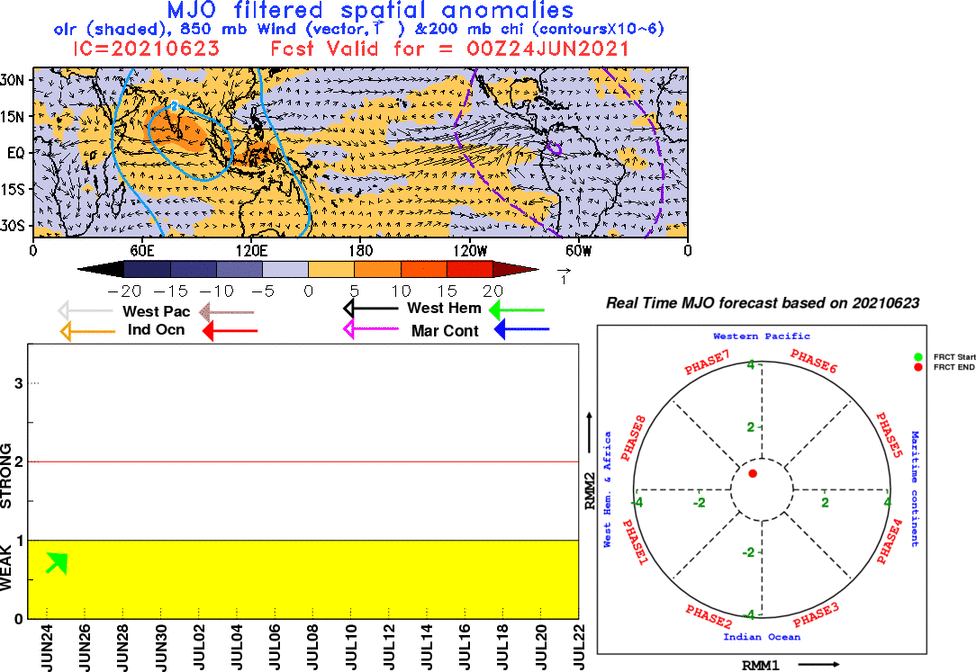 MJO filtered spatial anomalies
olr (shaded), 850 mb Wind (vector, 1 ) &200 mb chi (contoursX10^6)
IC=20210623 Fcst Valid for = 00Z24JUN2021
30N
15N
EQ
15S
30S
2
0 60E 120E 180 120W 60W 0
-20 -15 -10 -5 0 5 10 15 20
1
West Pac West Hem
Ind Ocn Mar Cont
Real Time MJO forecast based on 20210623
FRCT Start
FRCT END
Western Pacific
PHASE7 PHASE6
PHASE8 PHASE5
West Hem. & Africa
Maritime continent
PHASE1 PHASE4
PHASE2 PHASE3
Indian Ocean
4
2
-4 -2 2 4
-2
-4
RMM2
RMM1
STRONG
WEAK
3
2
1
0
JUN24 JUN26 JUN28 JUN30 JUL02 JUL04 JUL06 JUL08 JUL10 JUL12 JUL14 JUL16 JUL18 JUL20 JUL22